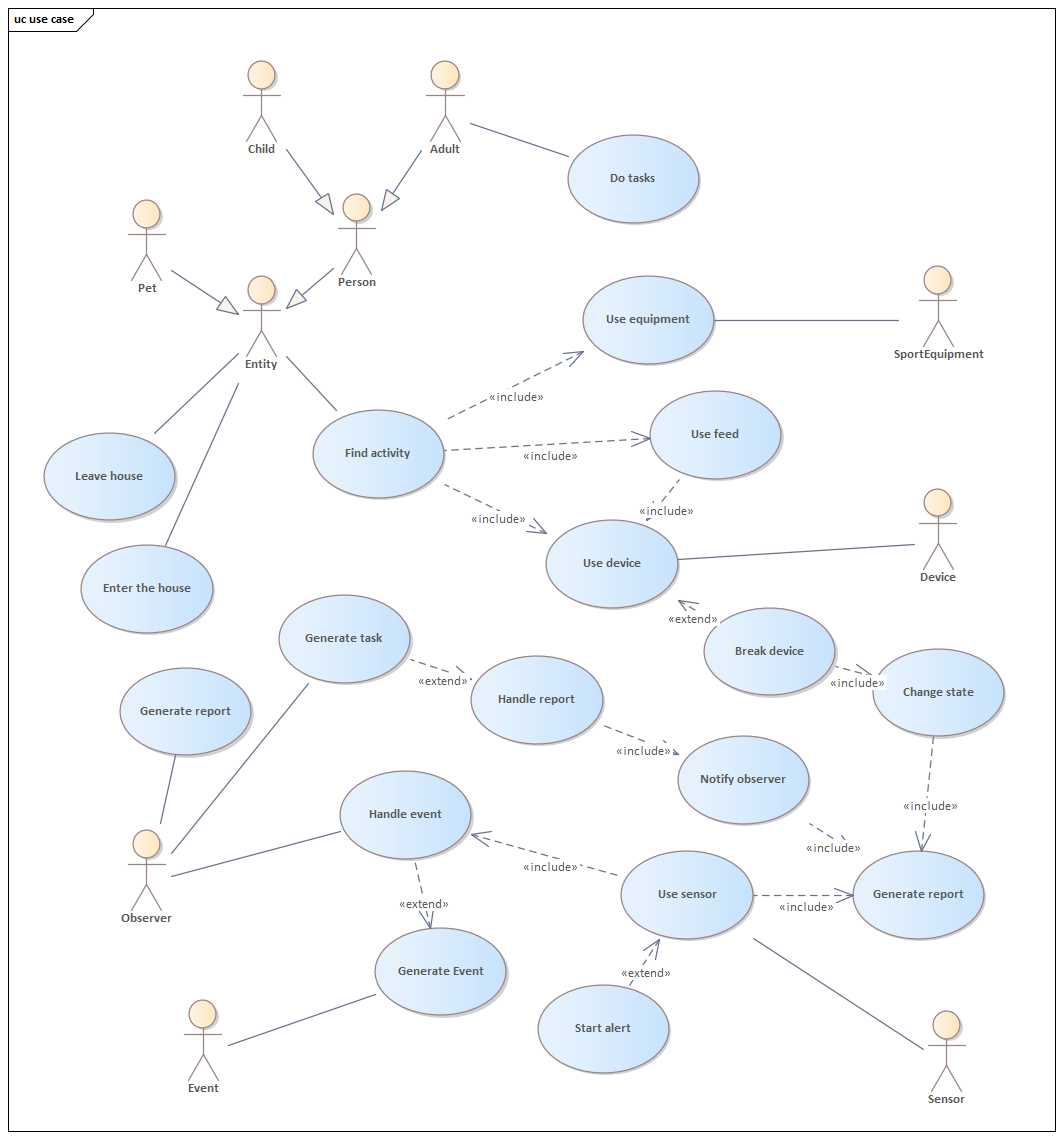 uc use case
Child
Adult
Do tasks
Pet
Person
Entity
Use equipment
SportEquipment
«include»
Leave house
Find activity
Use feed
«include»
«include»
«include»
Enter the house
Use device
Device
«extend»
Generate task
Break device
«include»
Change state
«extend»
Handle report
Generate report
«include»
Notify observer
«include»
Handle event
«include»
«include»
Observer
«extend»
Use sensor
«include»
Generate report
Generate Event
«extend»
Start alert
Event
Sensor